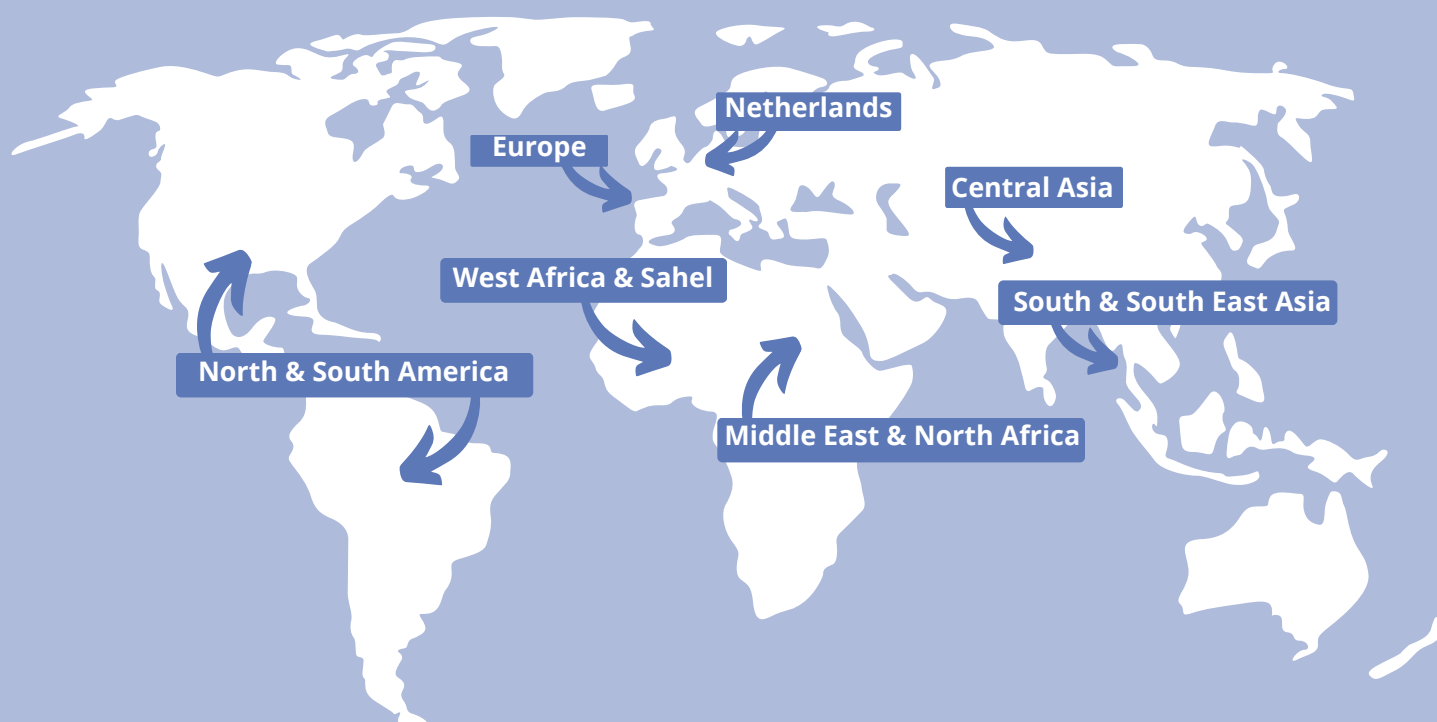 Netherlands
Europe
Central Asia
West Africa & Sahel
South & South East Asia
North & South America
Middle East & North Africa